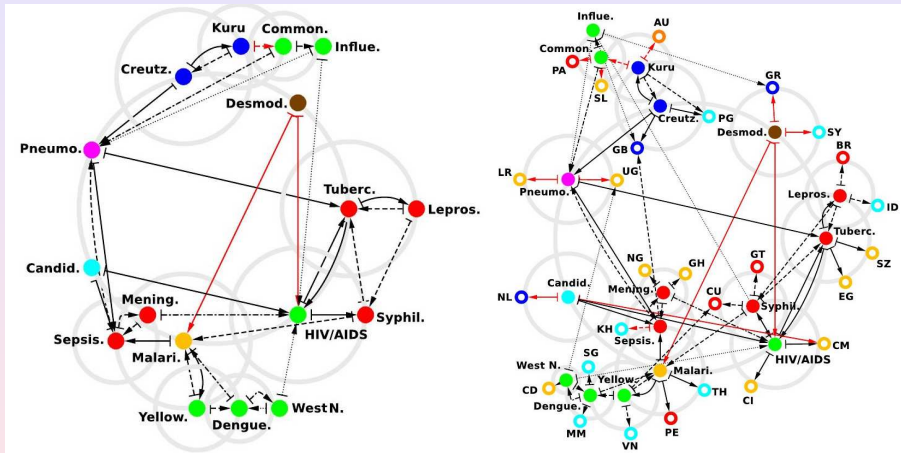 Kuru
Common.
Influe.
Creutz.
Desmod.
Pneumo.
Tuberc.
Lepros.
Candid.
Mening.
HIV/AIDS
Syphil.
Sepsis.
Malari.
Yellow.
Dengue.
West N.
Influe.
AU
Common.
PA
Kuru
SL
GR
PG
Creutz.
Desmod.
SY
GB
BR
LR
UG
Pneumo.
Lepros.
ID
Tuberc.
NG
GH
GT
SZ
Candid.
EG
NL
Mening.
CU
Syphil.
KH
Sepsis.
HIV/AIDS
CM
West N.
SG
Yellow.
Malari.
CD
TH
CI
Dengue.
MM
VN
PE